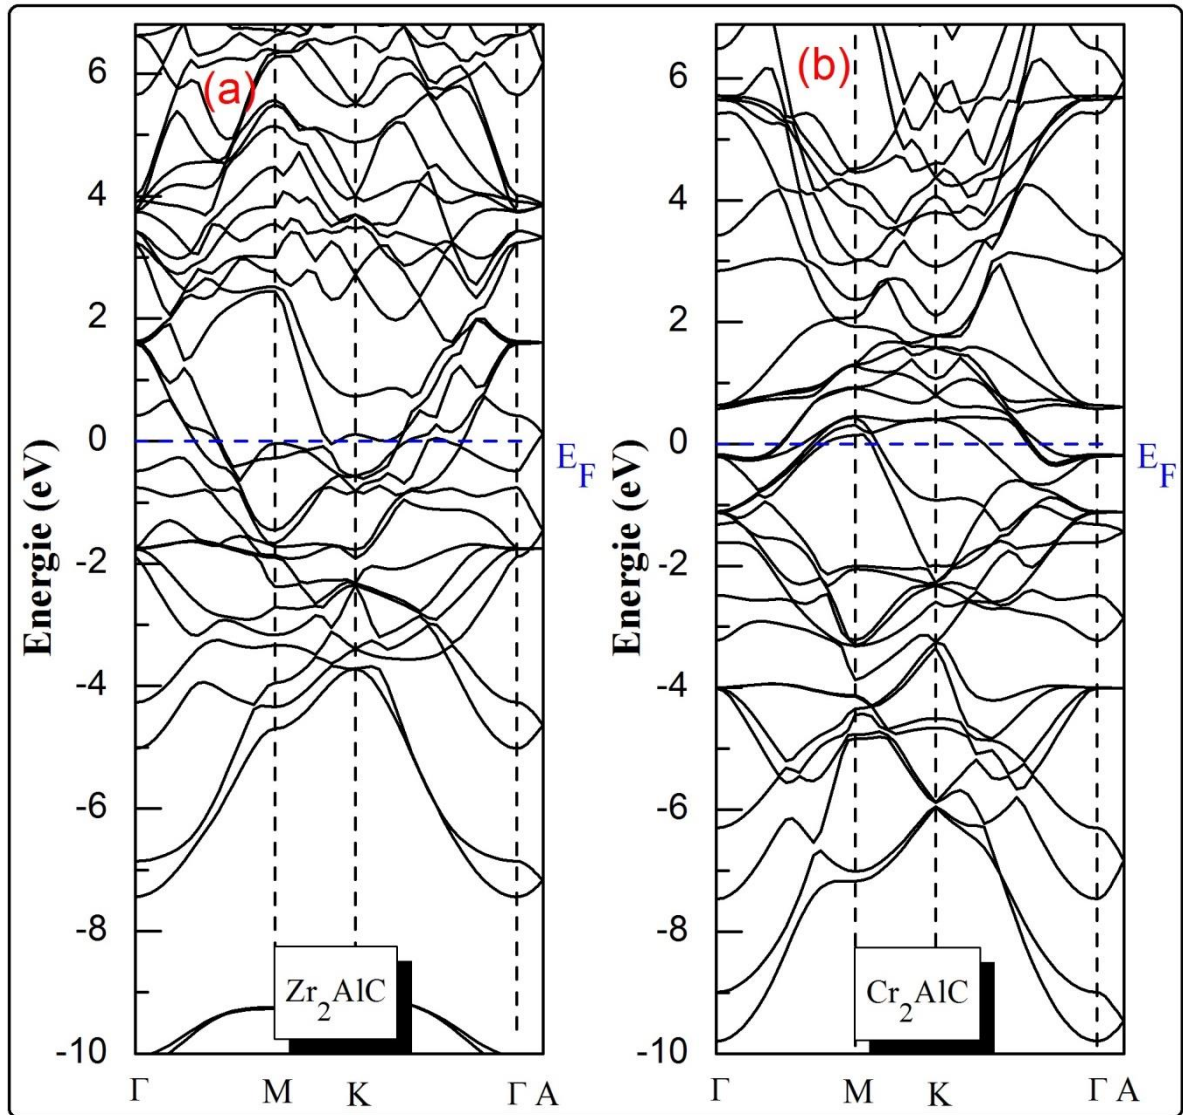 (a)
Energie (eV)
6
4
2
0
-2
-4
-6
-8
-10
E_F
Zr₂AlC
Γ M K Γ A
(b)
Energie (eV)
6
4
2
0
-2
-4
-6
-8
-10
E_F
Cr₂AlC
Γ M K Γ A